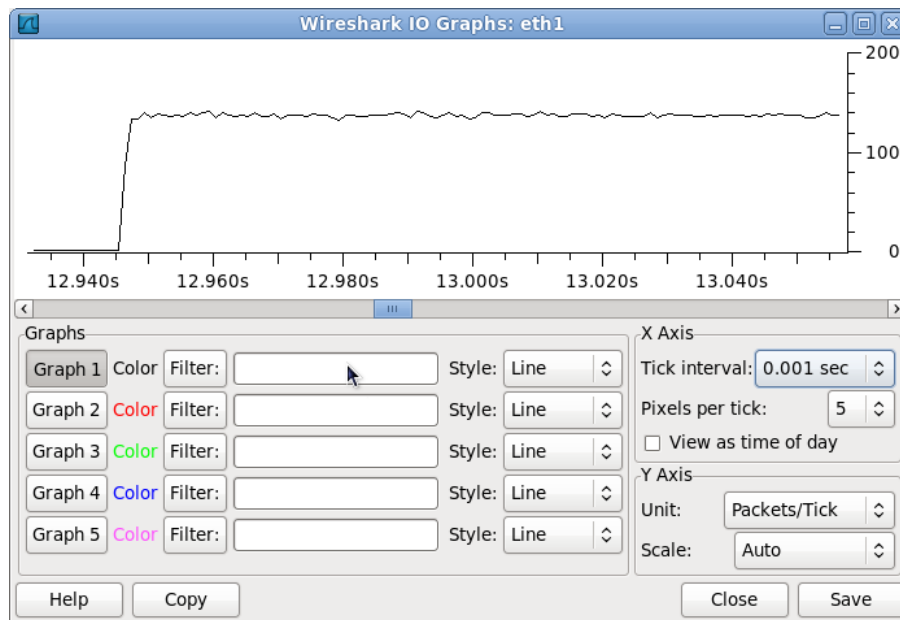 Wireshark IO Graphs: eth1
200
100
0
12.940s 12.960s 12.980s 13.000s 13.020s 13.040s
Graphs
Graph 1 Color Filter: Style: Line
Graph 2 Color Filter: Style: Line
Graph 3 Color Filter: Style: Line
Graph 4 Color Filter: Style: Line
Graph 5 Color Filter: Style: Line
X Axis
Tick interval: 0.001 sec
Pixels per tick: 5
View as time of day
Y Axis
Unit: Packets/Tick
Scale: Auto
Help Copy Close Save